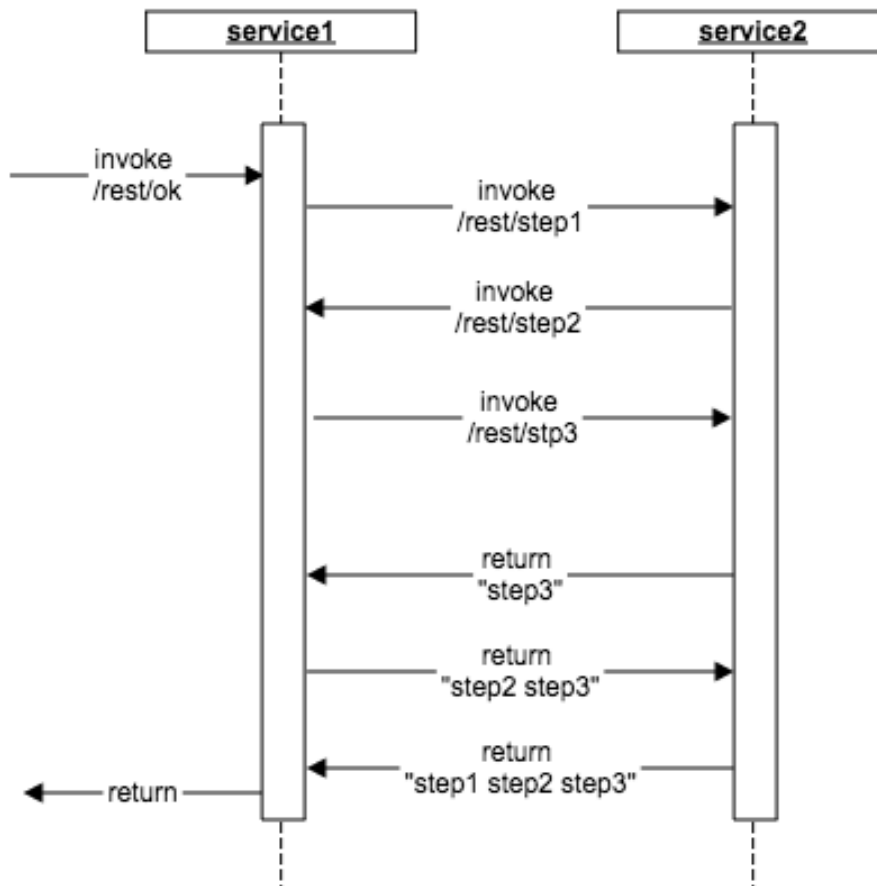 service1
service2
invoke
/rest/ok
invoke
/rest/step1
invoke
/rest/step2
invoke
/rest/stp3
return
"step3"
return
"step2 step3"
return
"step1 step2 step3"
return